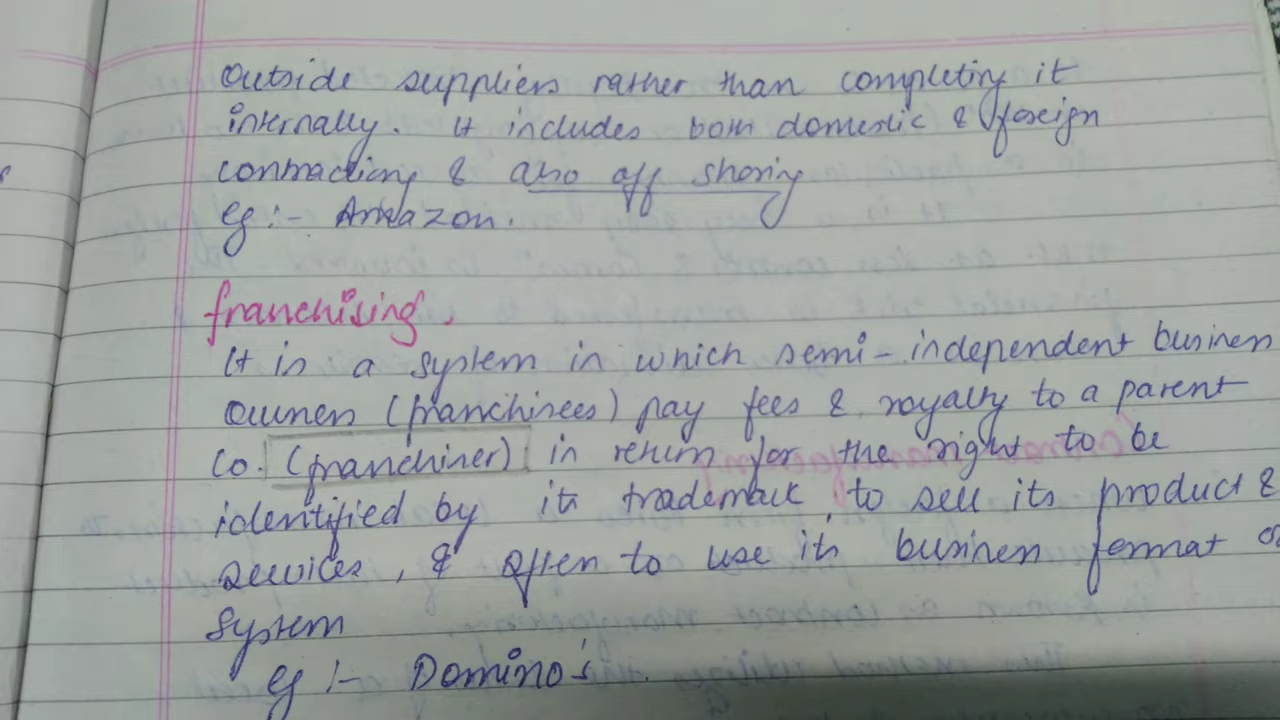 outside suppliers rather than completing it
internally. It includes both domestic & foreign
contracting & also off shoring
eg :- Amazon.
franchising.
It is a system in which semi-independent business
owners (franchisees) pay fees & royalty to a parent
Co. (franchiser) in return for the right to be
identified by its trademark, to sell its product &
services, & often to use its business format or
system
eg :- Domino's.